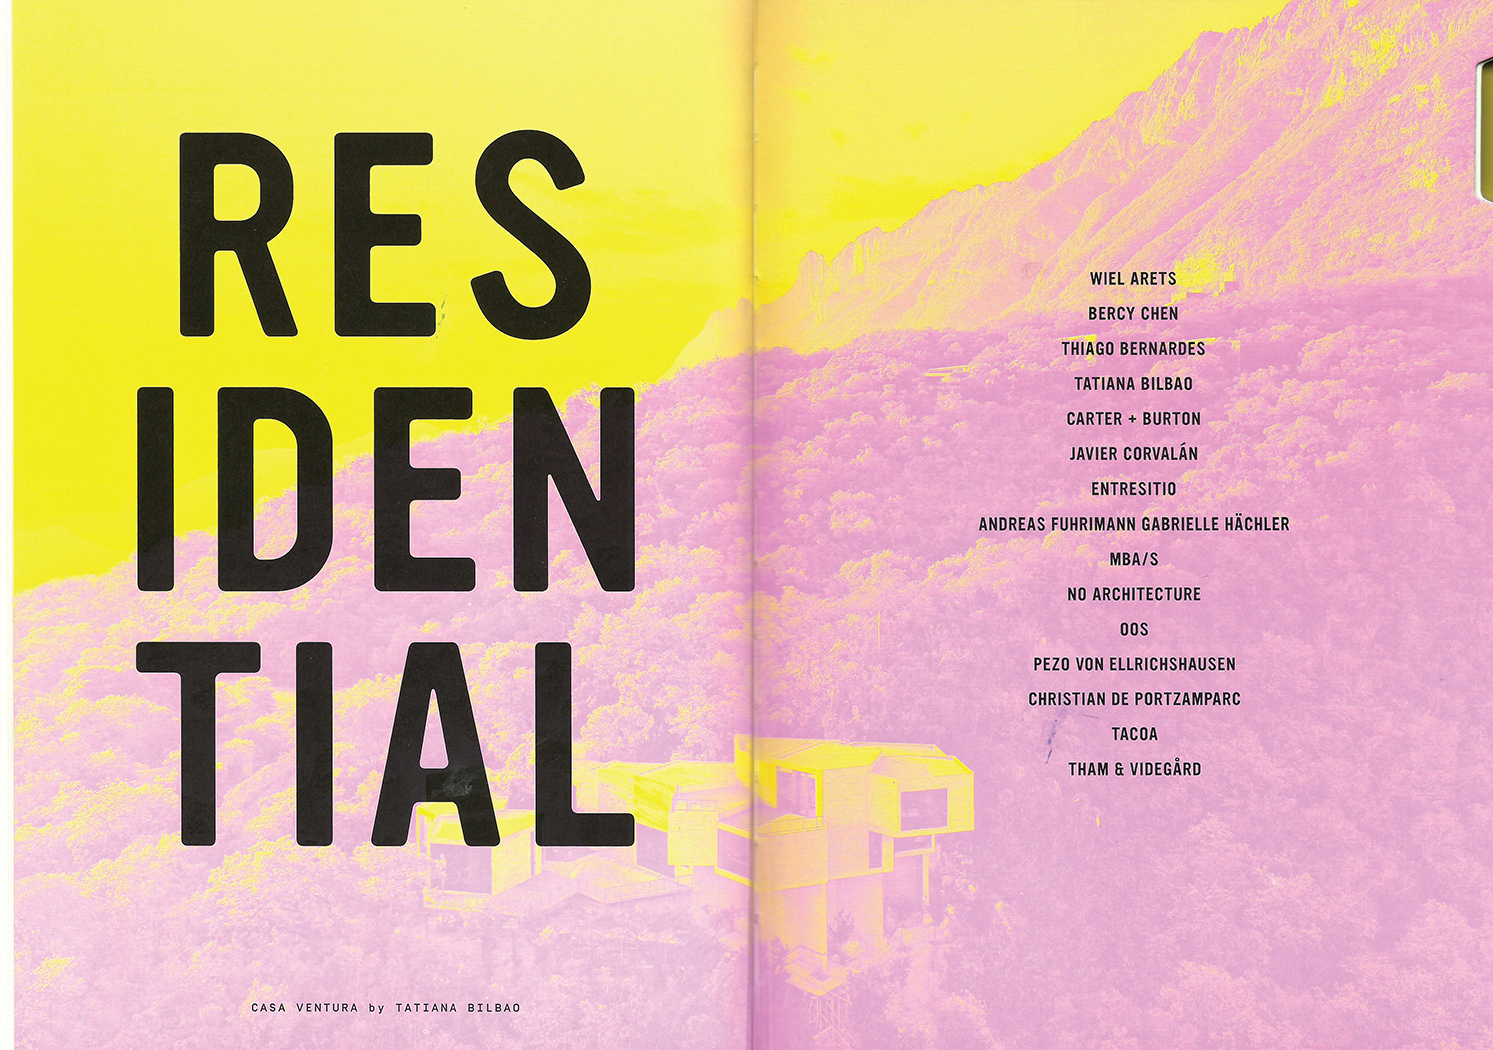 RES
IDEN
TIAL
CASA VENTURA by TATIANA BILBAO
WIEL ARETS
BERCY CHEN
THIAGO BERNARDES
TATIANA BILBAO
CARTER + BURTON
JAVIER CORVALÁN
ENTRESITIO
ANDREAS FUHRIMANN GABRIELLE HÄCHLER
MBA/S
NO ARCHITECTURE
OOS
PEZO VON ELLRICHSHAUSEN
CHRISTIAN DE PORTZAMPARC
TACOA
THAM & VIDEGÅRD